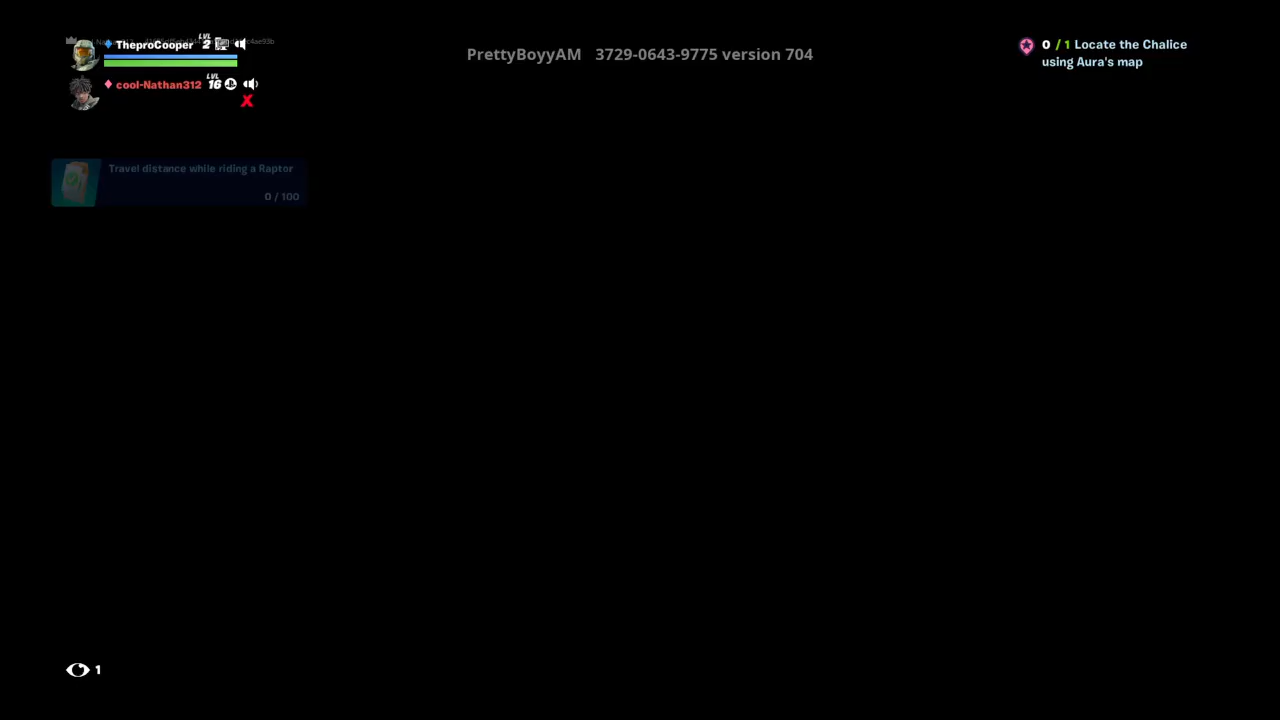 TheproCooper LVL 2
cool-Nathan312 LVL 16
X
PrettyBoyyAM 3729-0643-9775 version 704
0 / 1 Locate the Chalice
using Aura's map
Travel distance while riding a Raptor
0 / 100
1